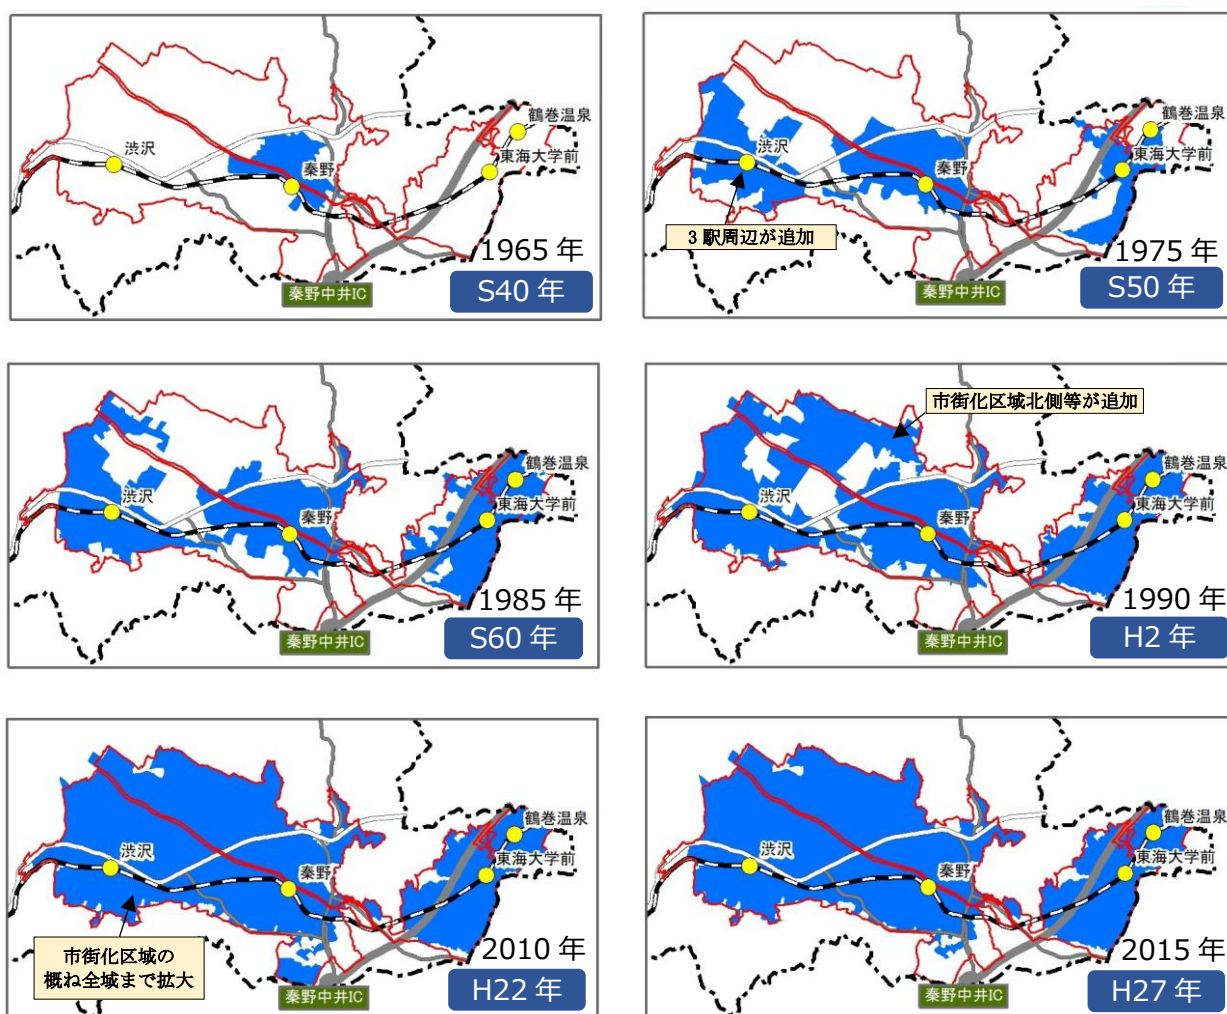 鶴巻温泉
渋沢
東海大学前
秦野
1965 年
秦野中井IC
S40 年
鶴巻温泉
渋沢
東海大学前
秦野
3 駅周辺が追加
1975 年
秦野中井IC
S50 年
鶴巻温泉
渋沢
東海大学前
秦野
1985 年
秦野中井IC
S60 年
市街化区域北側等が追加
鶴巻温泉
渋沢
東海大学前
秦野
1990 年
秦野中井IC
H2 年
鶴巻温泉
渋沢
東海大学前
秦野
市街化区域の
概ね全域まで拡大
2010 年
秦野中井IC
H22 年
鶴巻温泉
渋沢
東海大学前
秦野
2015 年
秦野中井IC
H27 年